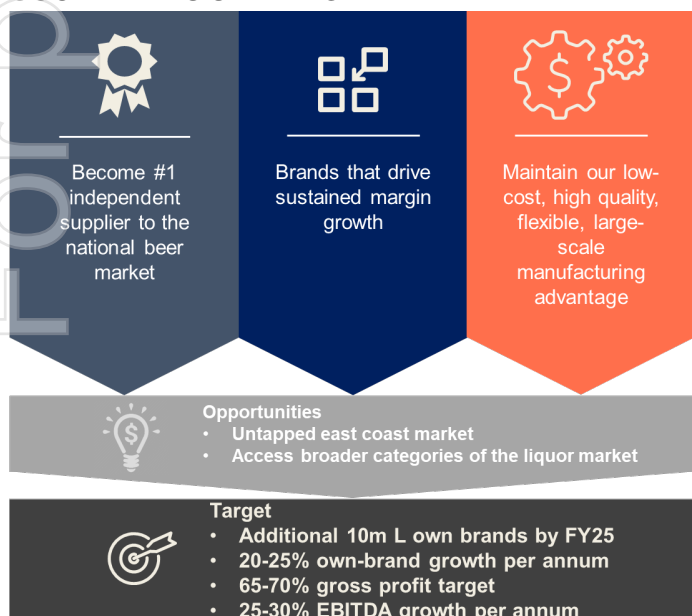 Become #1
independent
supplier to the
national beer
market
Brands that drive
sustained margin
growth
Maintain our low-
cost, high quality,
flexible, large-
scale
manufacturing
advantage
Opportunities
• Untapped east coast market
• Access broader categories of the liquor market
Target
• Additional 10m L own brands by FY25
• 20-25% own-brand growth per annum
• 65-70% gross profit target
• 25-30% EBITDA growth per annum
For p